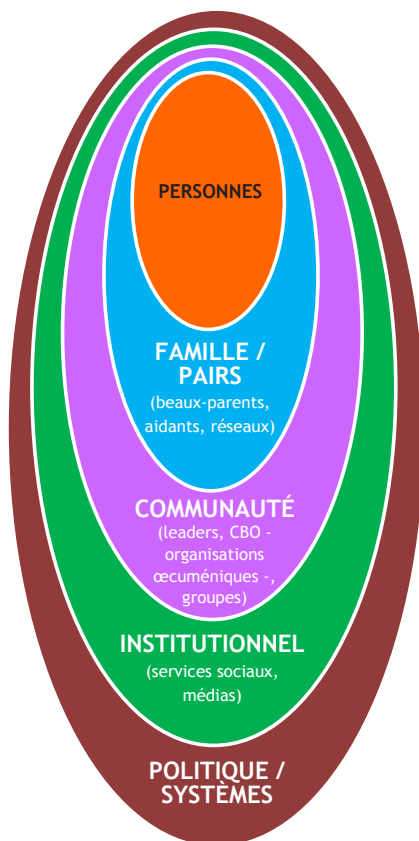 PERSONNES
FAMILLE /
PAIRS
(beaux-parents,
aidants, réseaux)
COMMUNAUTÉ
(leaders, CBO -
organisations
œcuméniques -,
groupes)
INSTITUTIONNEL
(services sociaux,
médias)
POLITIQUE /
SYSTÈMES